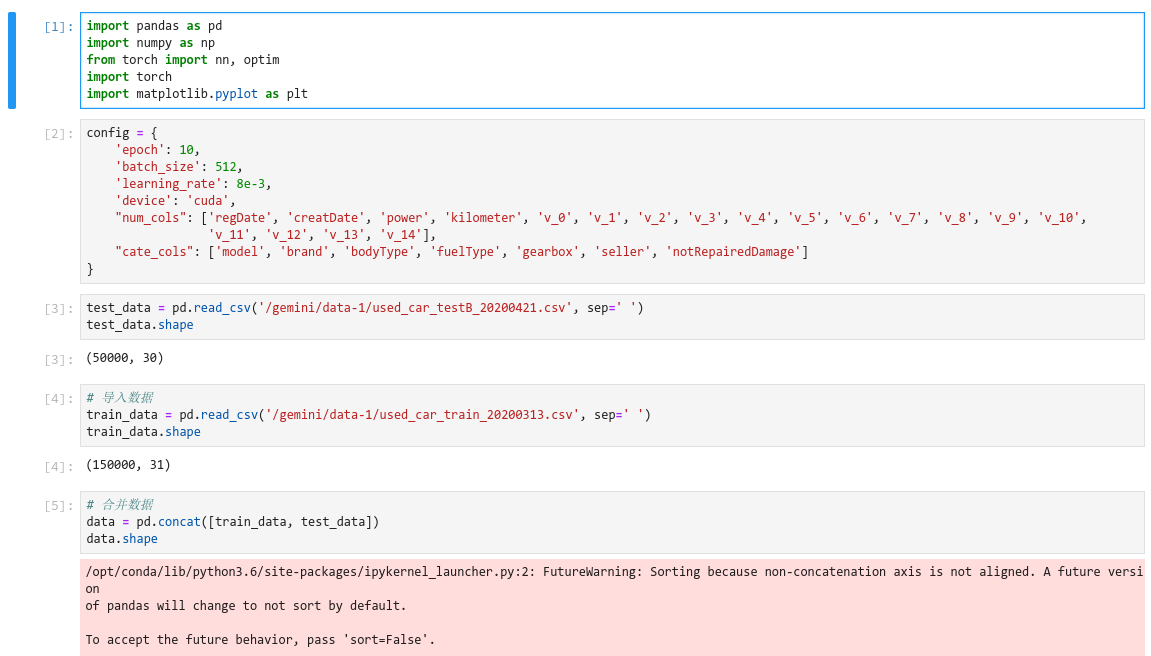 [1]:
import pandas as pd
import numpy as np
from torch import nn, optim
import torch
import matplotlib.pyplot as plt
[2]:
config = {
    'epoch': 10,
    'batch_size': 512,
    'learning_rate': 8e-3,
    'device': 'cuda',
    "num_cols": ['regDate', 'creatDate', 'power', 'kilometer', 'v_0', 'v_1', 'v_2', 'v_3', 'v_4', 'v_5', 'v_6', 'v_7', 'v_8', 'v_9', 'v_10',
                 'v_11', 'v_12', 'v_13', 'v_14'],
    "cate_cols": ['model', 'brand', 'bodyType', 'fuelType', 'gearbox', 'seller', 'notRepairedDamage']
}
[3]:
test_data = pd.read_csv('/gemini/data-1/used_car_testB_20200421.csv', sep=' ')
test_data.shape
[3]:
(50000, 30)
[4]:
# 导入数据
train_data = pd.read_csv('/gemini/data-1/used_car_train_20200313.csv', sep=' ')
train_data.shape
[4]:
(150000, 31)
[5]:
# 合并数据
data = pd.concat([train_data, test_data])
data.shape
/opt/conda/lib/python3.6/site-packages/ipykernel_launcher.py:2: FutureWarning: Sorting because non-concatenation axis is not aligned. A future versi
on
of pandas will change to not sort by default.
To accept the future behavior, pass 'sort=False'.